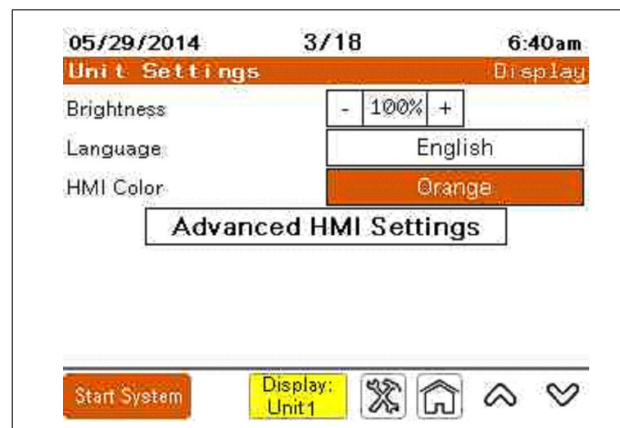 05/29/2014 3/18 6:40am
Unit Settings Display
Brightness - 100% +
Language English
HMI Color Orange
Advanced HMI Settings
Start System Display: Unit1